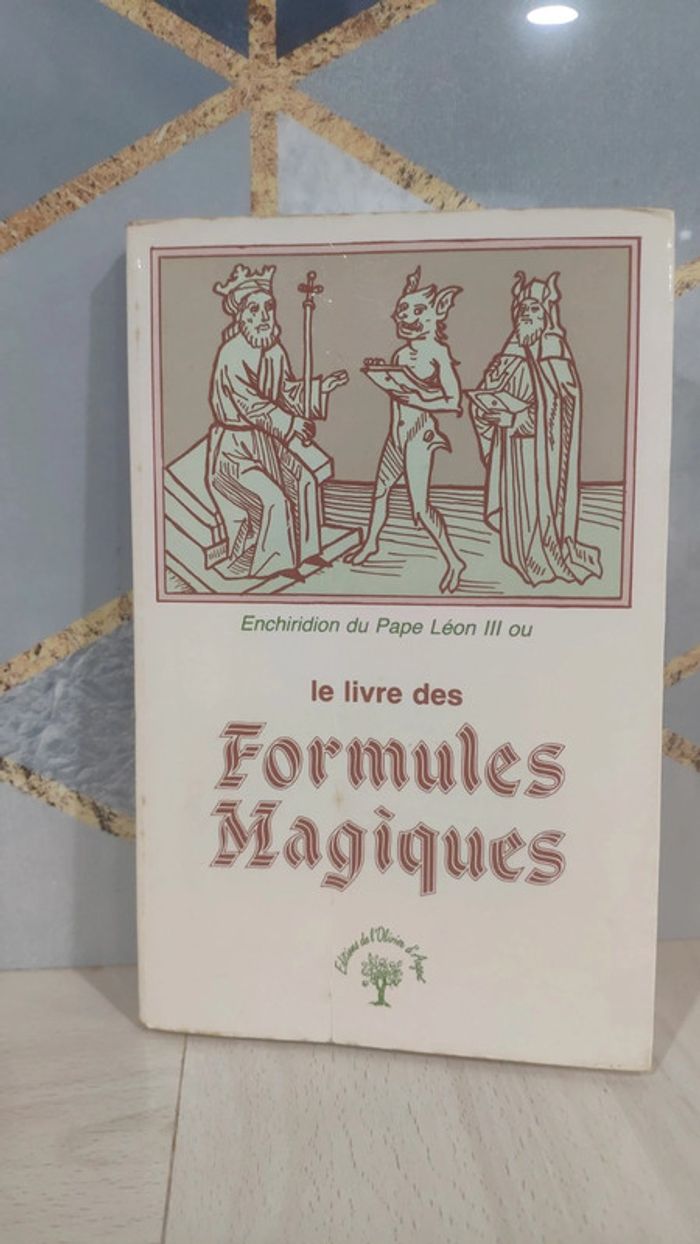 Enchiridion du Pape Léon III ou
le livre des
Formules
Magiques
Editions de l'Olivier d'Argent